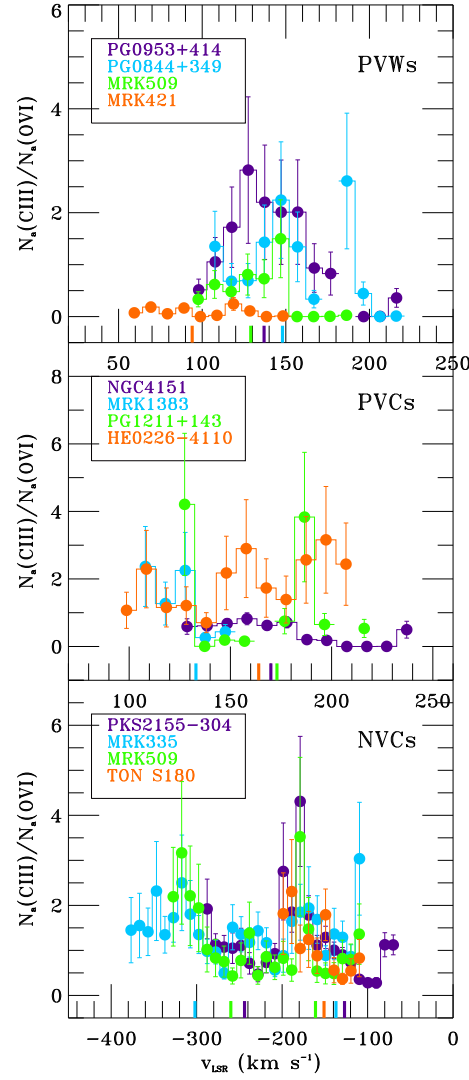 6
4
2
0
N_a(CIII)/N_a(OVI)
PG0953+414
PG0844+349
MRK509
MRK421
PVWs
50
100
150
200
250
8
6
4
2
0
N_a(CIII)/N_a(OVI)
NGC4151
MRK1383
PG1211+143
HE0226-4110
PVCs
100
150
200
250
6
4
2
0
N_a(CIII)/N_a(OVI)
PKS2155-304
MRK335
MRK509
TON S180
NVCs
-400
-300
-200
-100
-0
v_LSR (km s⁻¹)